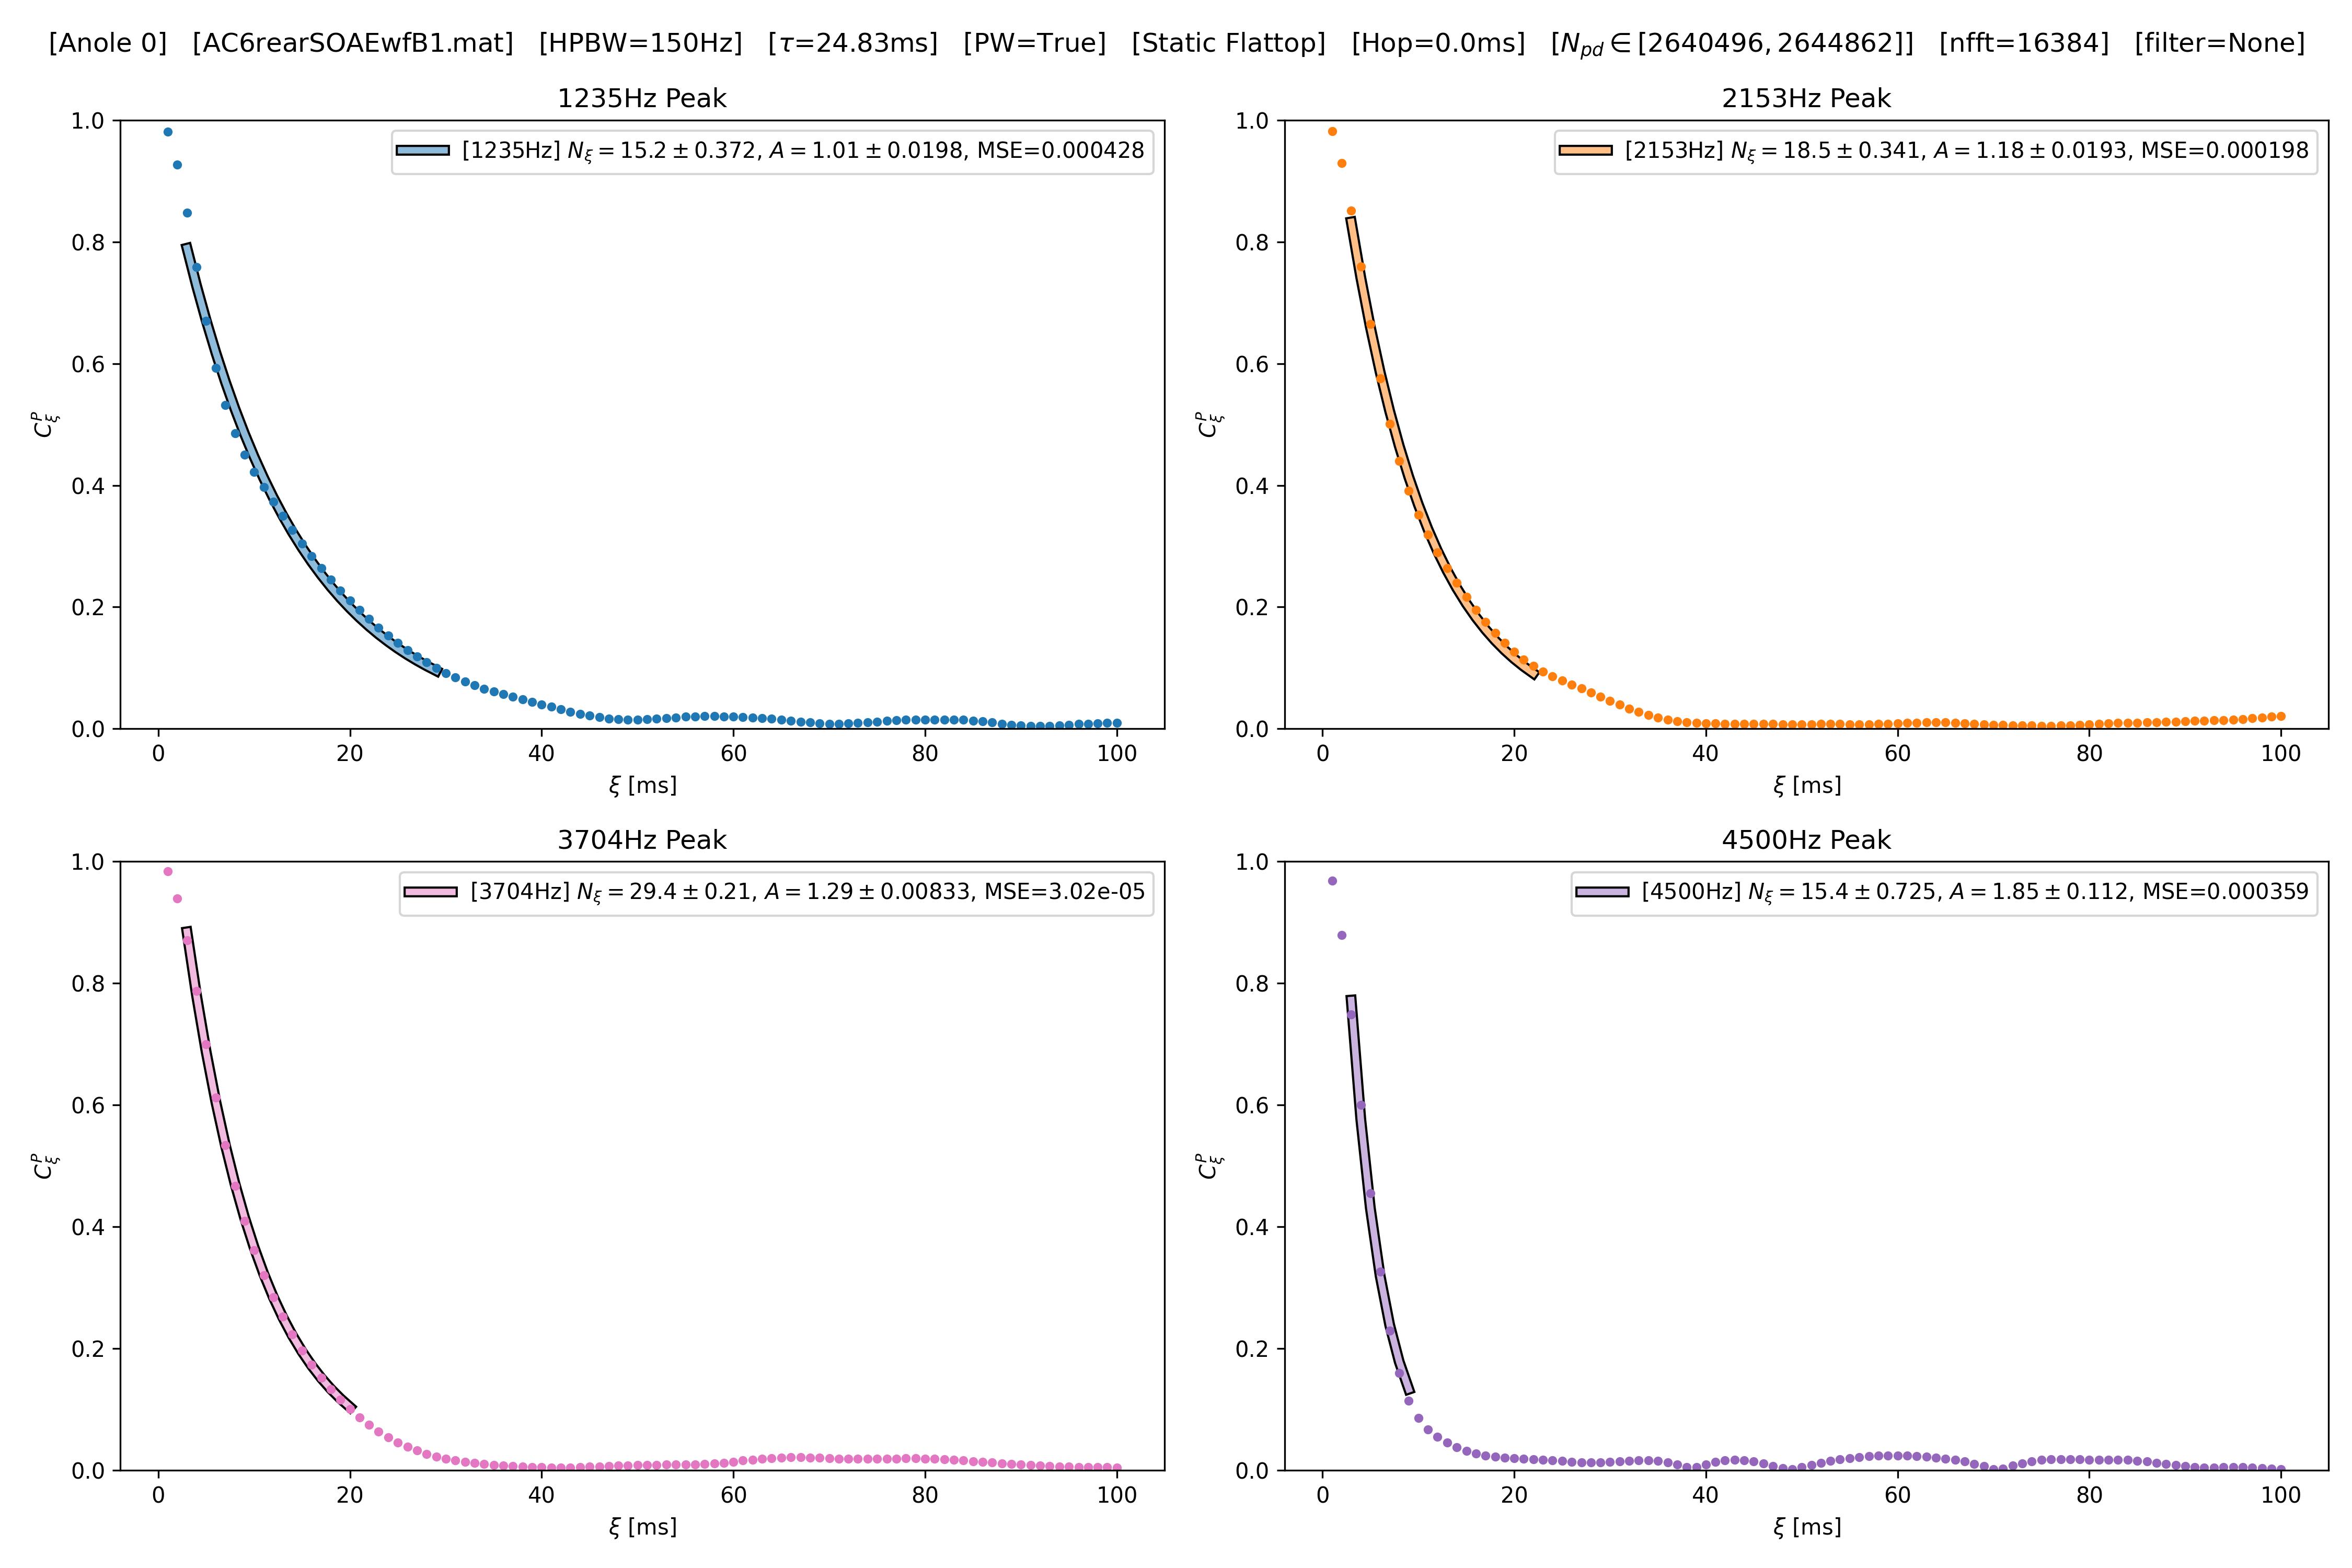 [Anole 0] [AC6rearSOAEwfB1.mat] [HPBW=150Hz] [τ=24.83ms] [PW=True] [Static Flattop] [Hop=0.0ms] [N_pd ∈ [2640496, 2644862]] [nfft=16384] [filter=None]
1235Hz Peak
[1235Hz] N_ξ = 15.2 ± 0.372, A = 1.01 ± 0.0198, MSE=0.000428
1.0
0.8
0.6
0.4
0.2
0.0
C_ξ^P
0 20 40 60 80 100
ξ [ms]
2153Hz Peak
[2153Hz] N_ξ = 18.5 ± 0.341, A = 1.18 ± 0.0193, MSE=0.000198
1.0
0.8
0.6
0.4
0.2
0.0
C_ξ^P
0 20 40 60 80 100
ξ [ms]
3704Hz Peak
[3704Hz] N_ξ = 29.4 ± 0.21, A = 1.29 ± 0.00833, MSE=3.02e-05
1.0
0.8
0.6
0.4
0.2
0.0
C_ξ^P
0 20 40 60 80 100
ξ [ms]
4500Hz Peak
[4500Hz] N_ξ = 15.4 ± 0.725, A = 1.85 ± 0.112, MSE=0.000359
1.0
0.8
0.6
0.4
0.2
0.0
C_ξ^P
0 20 40 60 80 100
ξ [ms]